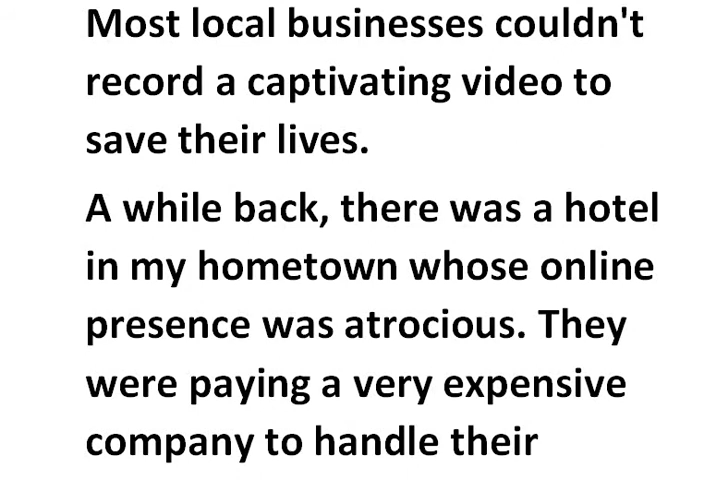 Most local businesses couldn't
record a captivating video to
save their lives.
A while back, there was a hotel
in my hometown whose online
presence was atrocious. They
were paying a very expensive
company to handle their